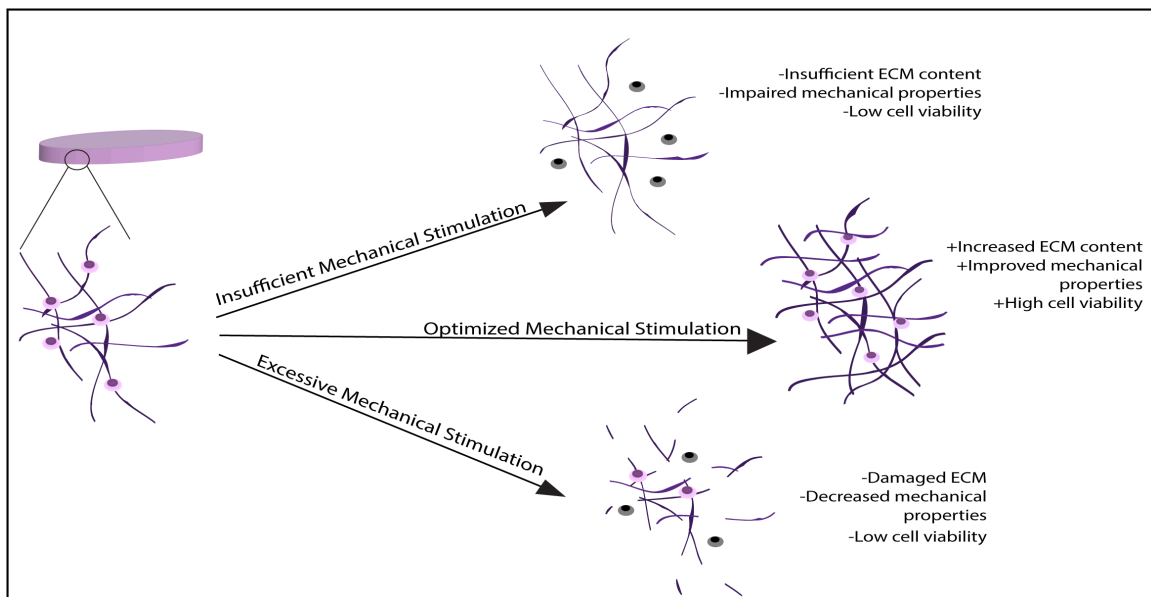 -Insufficient ECM content
-Impaired mechanical properties
-Low cell viability
Insufficient Mechanical Stimulation
+Increased ECM content
+Improved mechanical
properties
+High cell viability
Optimized Mechanical Stimulation
Excessive Mechanical Stimulation
-Damaged ECM
-Decreased mechanical
properties
-Low cell viability